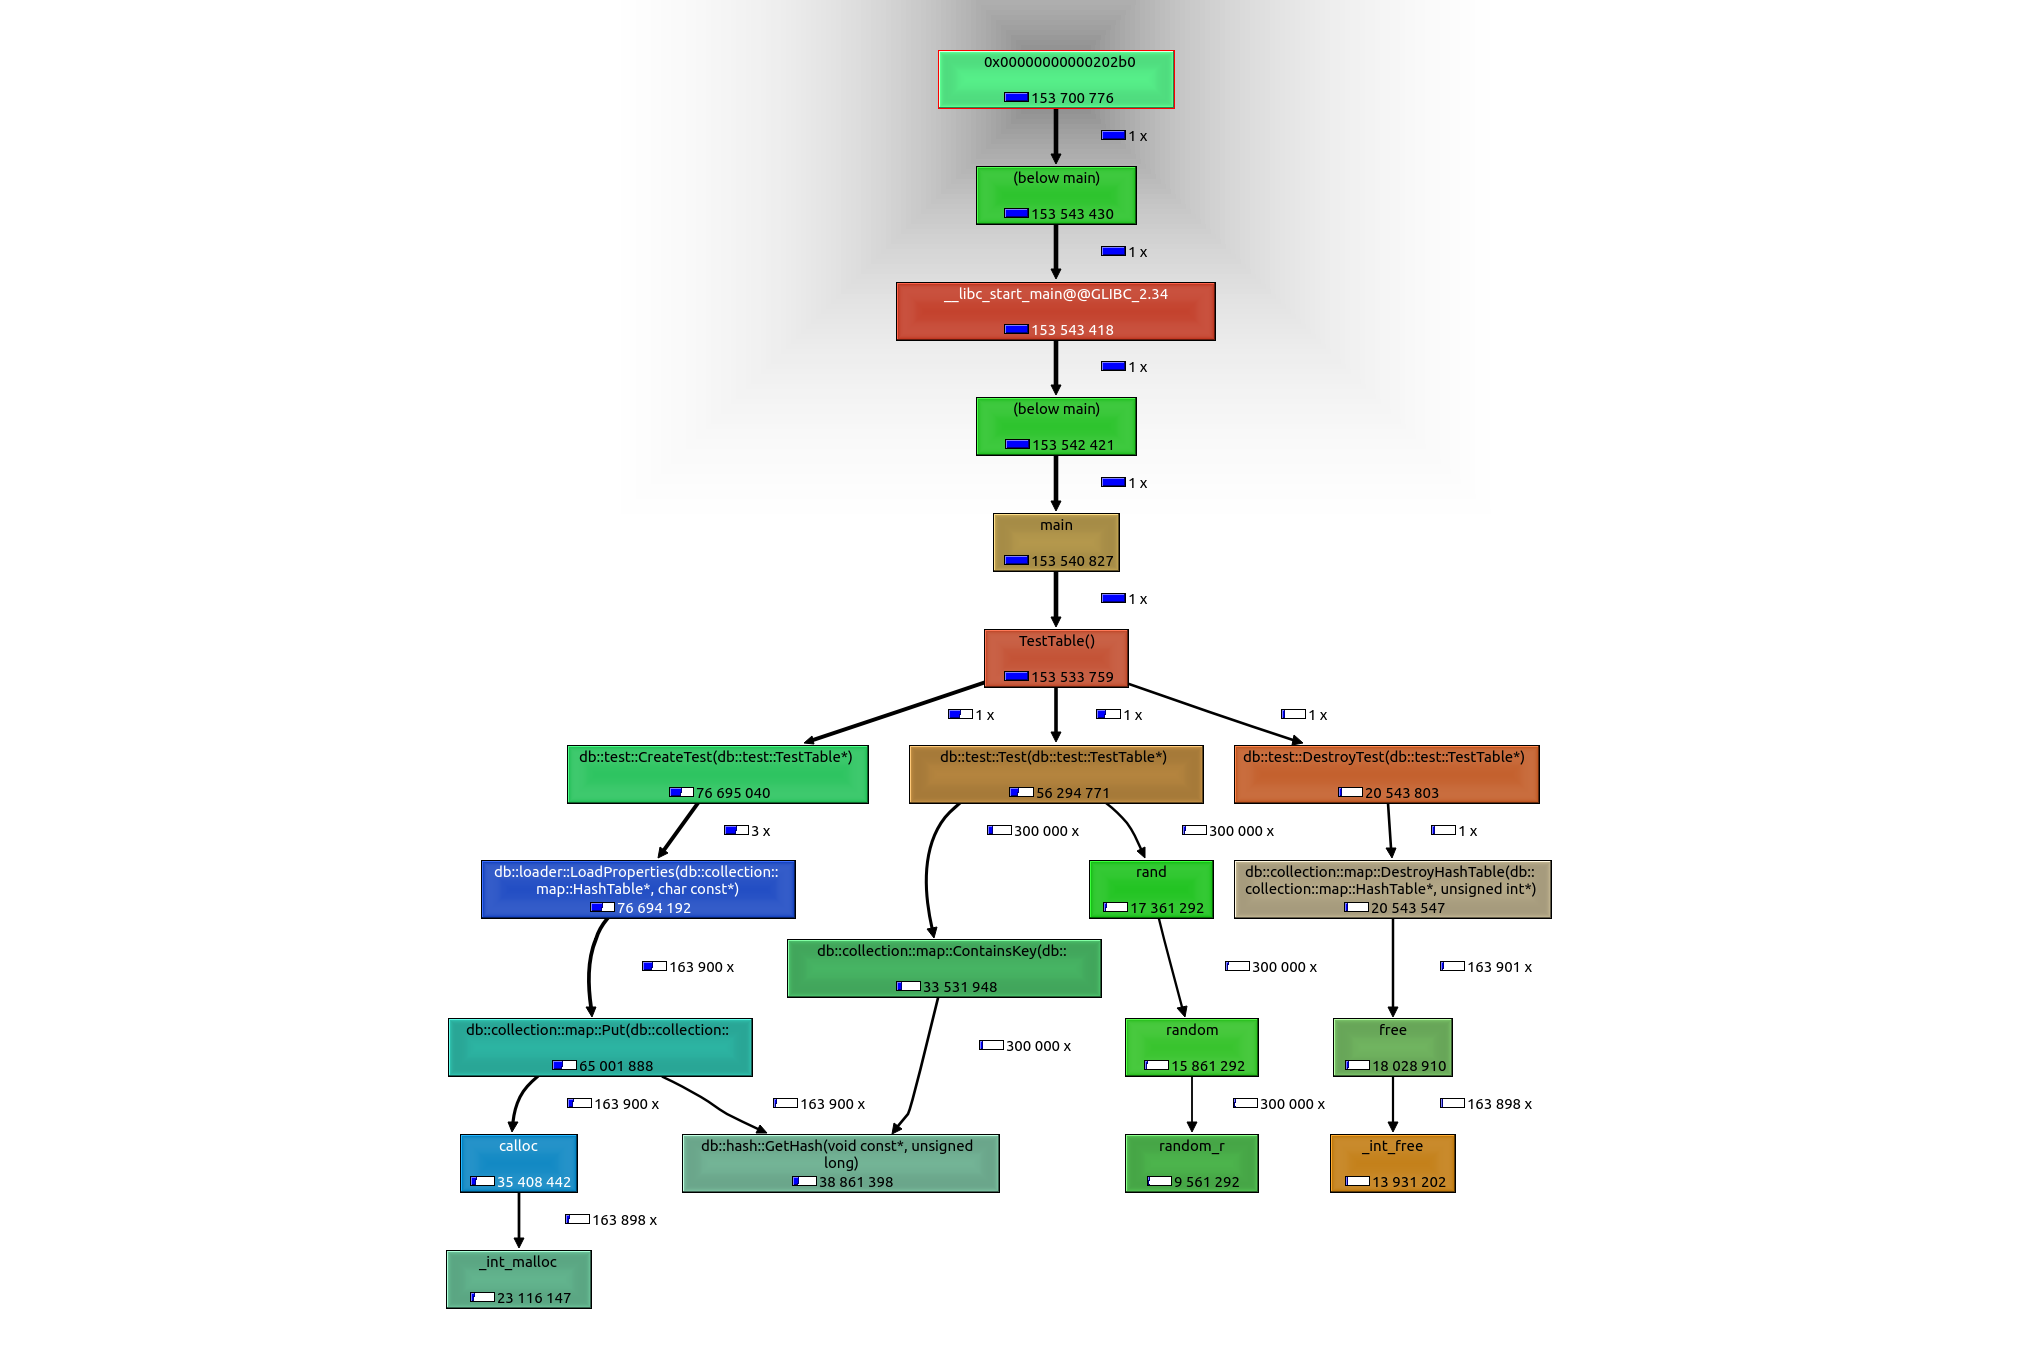 0x00000000000202b0
153 700 776
1 x
(below main)
153 543 430
1 x
__libc_start_main@@GLIBC_2.34
153 543 418
1 x
(below main)
153 542 421
1 x
main
153 540 827
1 x
TestTable()
153 533 759
1 x
1 x
1 x
db::test::CreateTest(db::test::TestTable*)
76 695 040
db::test::Test(db::test::TestTable*)
56 294 771
db::test::DestroyTest(db::test::TestTable*)
20 543 803
3 x
300 000 x
300 000 x
1 x
db::loader::LoadProperties(db::collection::
map::HashTable*, char const*)
76 694 192
rand
17 361 292
db::collection::map::DestroyHashTable(db::
collection::map::HashTable*, unsigned int*)
20 543 547
163 900 x
db::collection::map::ContainsKey(db::
33 531 948
300 000 x
163 901 x
db::collection::map::Put(db::collection::
65 001 888
300 000 x
random
15 861 292
free
18 028 910
163 900 x
163 900 x
300 000 x
163 898 x
calloc
35 408 442
db::hash::GetHash(void const*, unsigned
long)
38 861 398
random_r
9 561 292
_int_free
13 931 202
163 898 x
_int_malloc
23 116 147